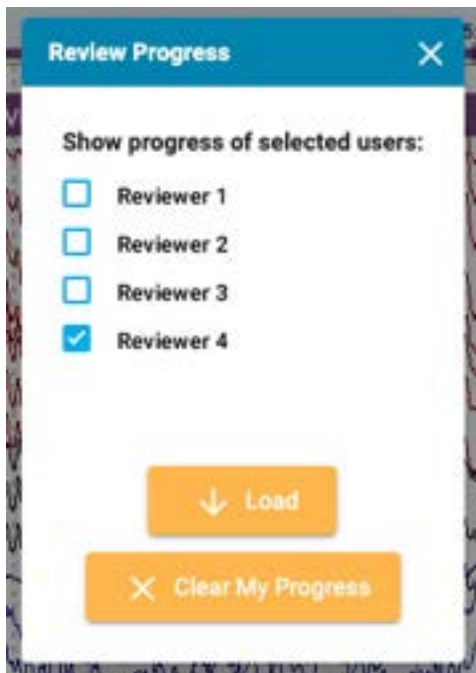 Review Progress
Show progress of selected users:
Reviewer 1
Reviewer 2
Reviewer 3
Reviewer 4
Load
Clear My Progress